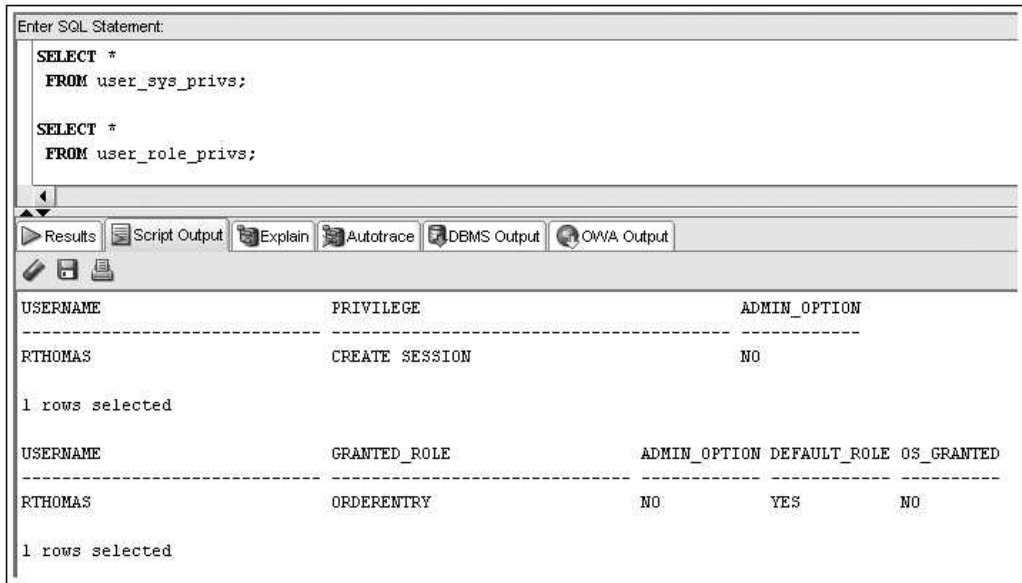 Enter SQL Statement:
SELECT *
FROM user_sys_privs;
SELECT *
FROM user_role_privs;
Results Script Output Explain Autotrace DBMS Output OWA Output
USERNAME PRIVILEGE ADMIN_OPTION
------------------------------ ---------------------------------------- ------------
RTHOMAS CREATE SESSION NO
1 rows selected
USERNAME GRANTED_ROLE ADMIN_OPTION DEFAULT_ROLE OS_GRANTED
------------------------------ ------------------------------ ------------ ------------ ----------
RTHOMAS ORDERENTRY NO YES NO
1 rows selected